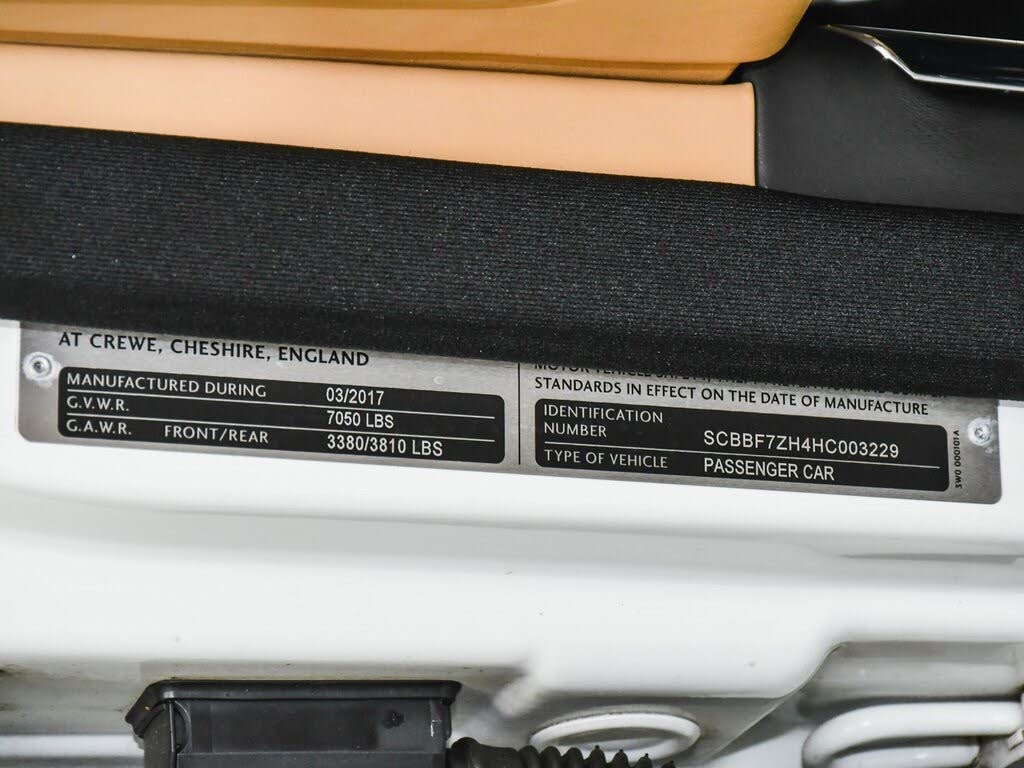 AT CREWE, CHESHIRE, ENGLAND
MANUFACTURED DURING 03/2017
G.V.W.R. 7050 LBS
G.A.W.R. FRONT/REAR 3380/3810 LBS
STANDARDS IN EFFECT ON THE DATE OF MANUFACTURE
IDENTIFICATION
NUMBER SCBBF7ZH4HC003229
TYPE OF VEHICLE PASSENGER CAR
3W0 000101A